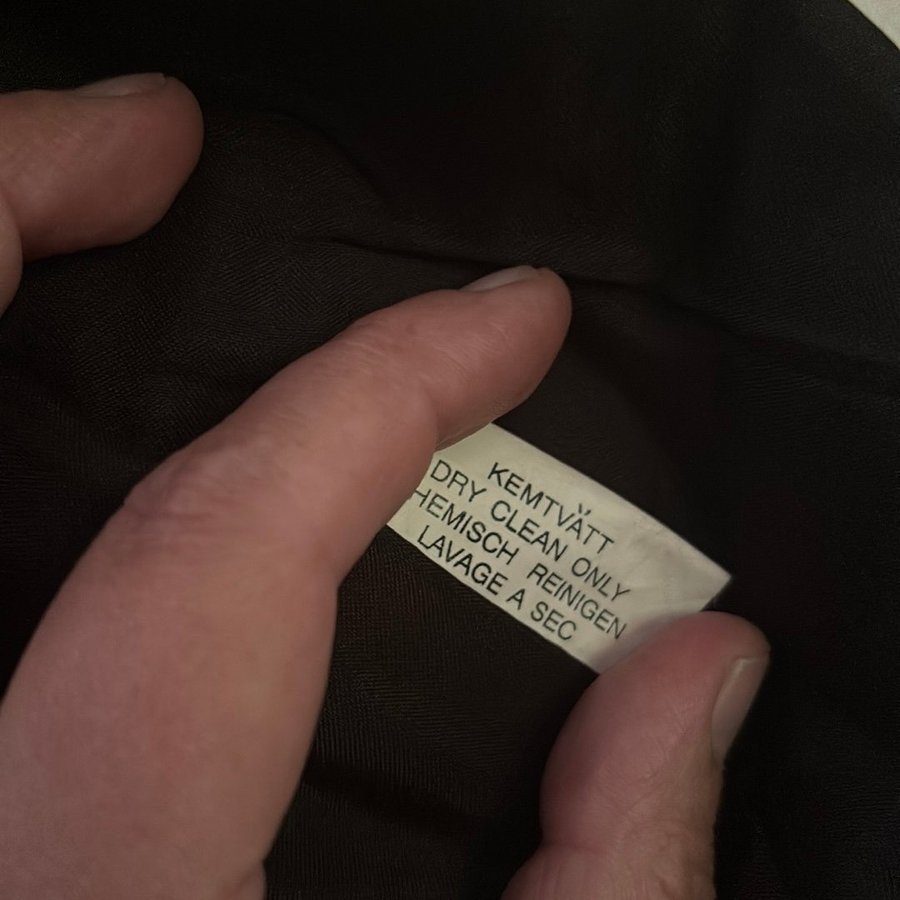 KEMTVÄTT
DRY CLEAN ONLY
HEMISCH REINIGEN
LAVAGE A SEC